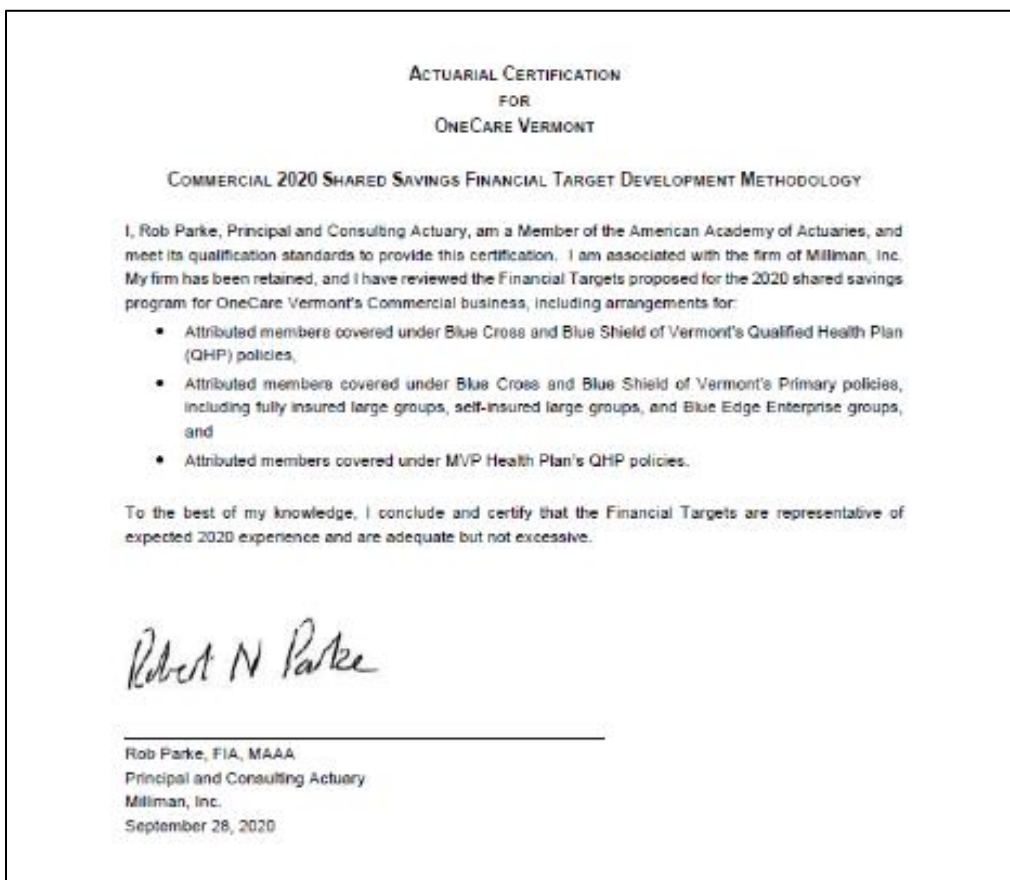 ACTUARIAL CERTIFICATION
FOR
ONECARE VERMONT
COMMERCIAL 2020 SHARED SAVINGS FINANCIAL TARGET DEVELOPMENT METHODOLOGY
I, Rob Parke, Principal and Consulting Actuary, am a Member of the American Academy of Actuaries, and
meet its qualification standards to provide this certification. I am associated with the firm of Milliman, Inc.
My firm has been retained, and I have reviewed the Financial Targets proposed for the 2020 shared savings
program for OneCare Vermont's Commercial business, including arrangements for:
• Attributed members covered under Blue Cross and Blue Shield of Vermont's Qualified Health Plan
(QHP) policies,
• Attributed members covered under Blue Cross and Blue Shield of Vermont's Primary policies,
including fully insured large groups, self-insured large groups, and Blue Edge Enterprise groups,
and
• Attributed members covered under MVP Health Plan's QHP policies.
To the best of my knowledge, I conclude and certify that the Financial Targets are representative of
expected 2020 experience and are adequate but not excessive.
Robert N Parke
Rob Parke, FIA, MAAA
Principal and Consulting Actuary
Milliman, Inc.
September 28, 2020